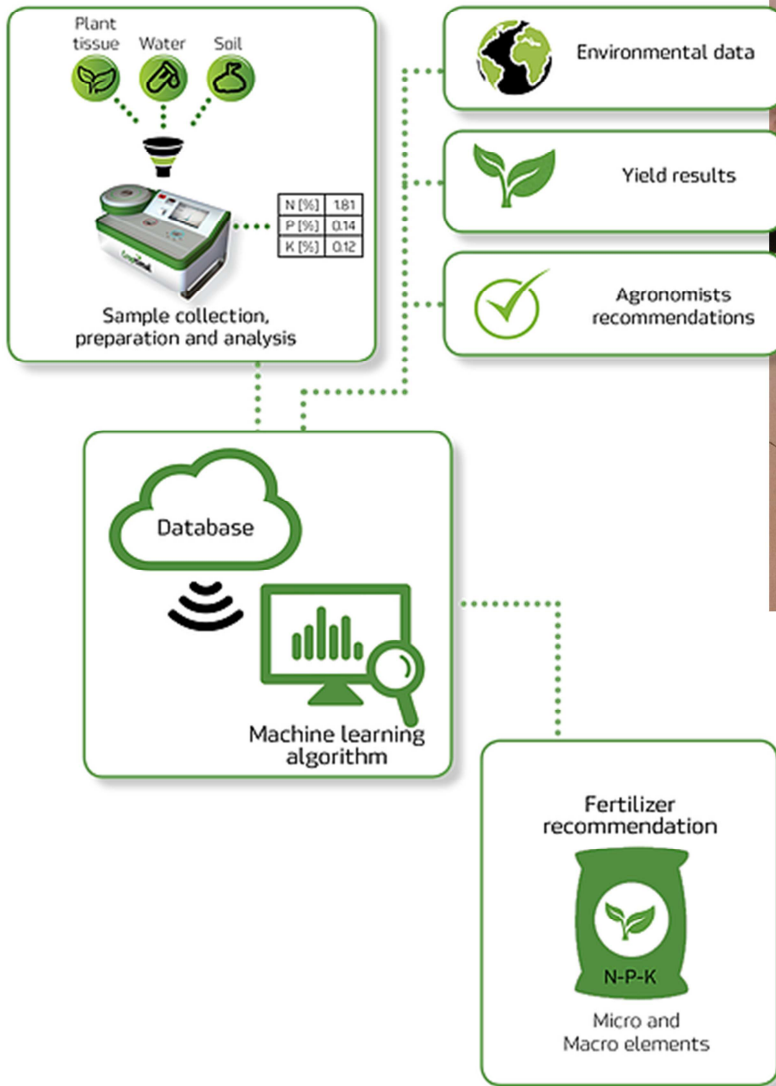 Plant
tissue
Water
Soil
N [%] 1.81
P [%] 0.14
K [%] 0.12
Sample collection,
preparation and analysis
Environmental data
Yield results
Agronomists
recommendations
Database
Machine learning
algorithm
Fertilizer
recommendation
N-P-K
Micro and
Macro elements